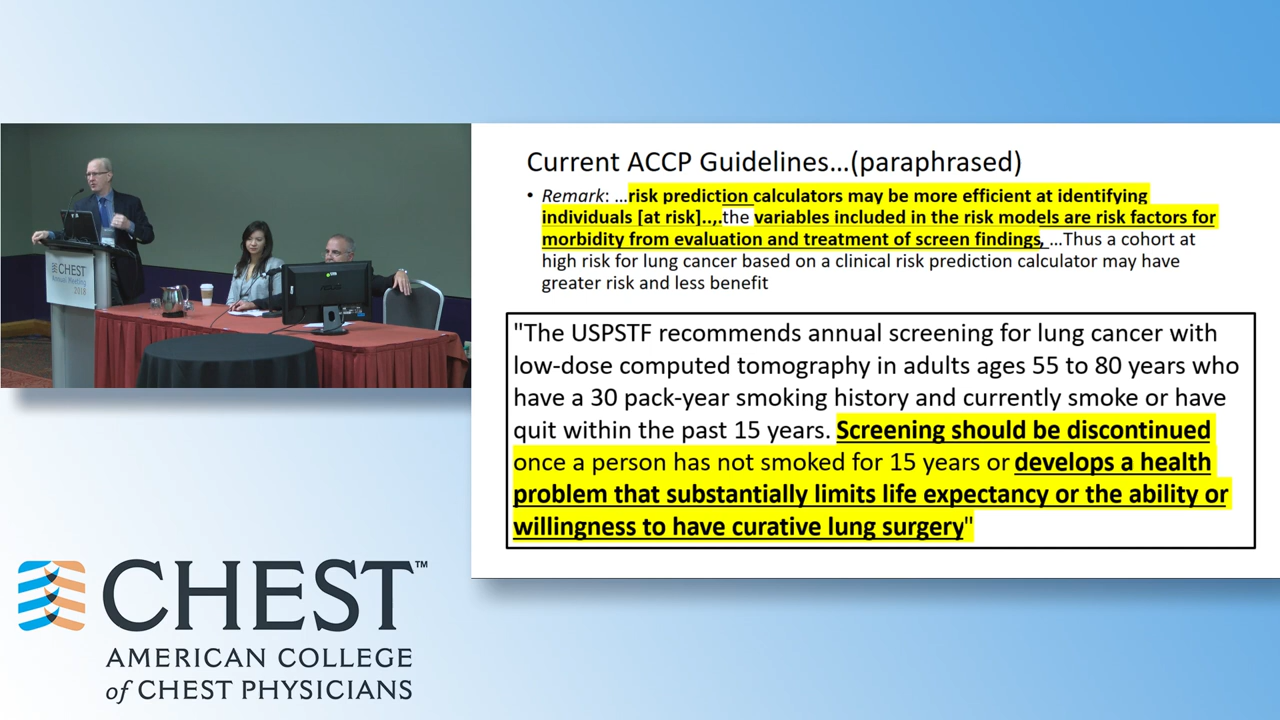 Current ACCP Guidelines...(paraphrased)
• Remark: ...risk prediction calculators may be more efficient at identifying
individuals [at risk]..,.the variables included in the risk models are risk factors for
morbidity from evaluation and treatment of screen findings, ...Thus a cohort at
high risk for lung cancer based on a clinical risk prediction calculator may have
greater risk and less benefit
"The USPSTF recommends annual screening for lung cancer with
low-dose computed tomography in adults ages 55 to 80 years who
have a 30 pack-year smoking history and currently smoke or have
quit within the past 15 years. Screening should be discontinued
once a person has not smoked for 15 years or develops a health
problem that substantially limits life expectancy or the ability or
willingness to have curative lung surgery"
CHEST
Annual Meeting
2018
CHEST™
AMERICAN COLLEGE
of CHEST PHYSICIANS